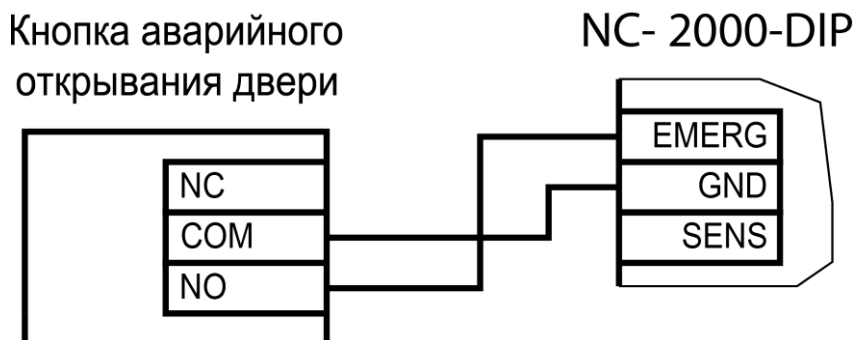 Кнопка аварийного
открывания двери
NC
COM
NO
NC- 2000-DIP
EMERG
GND
SENS